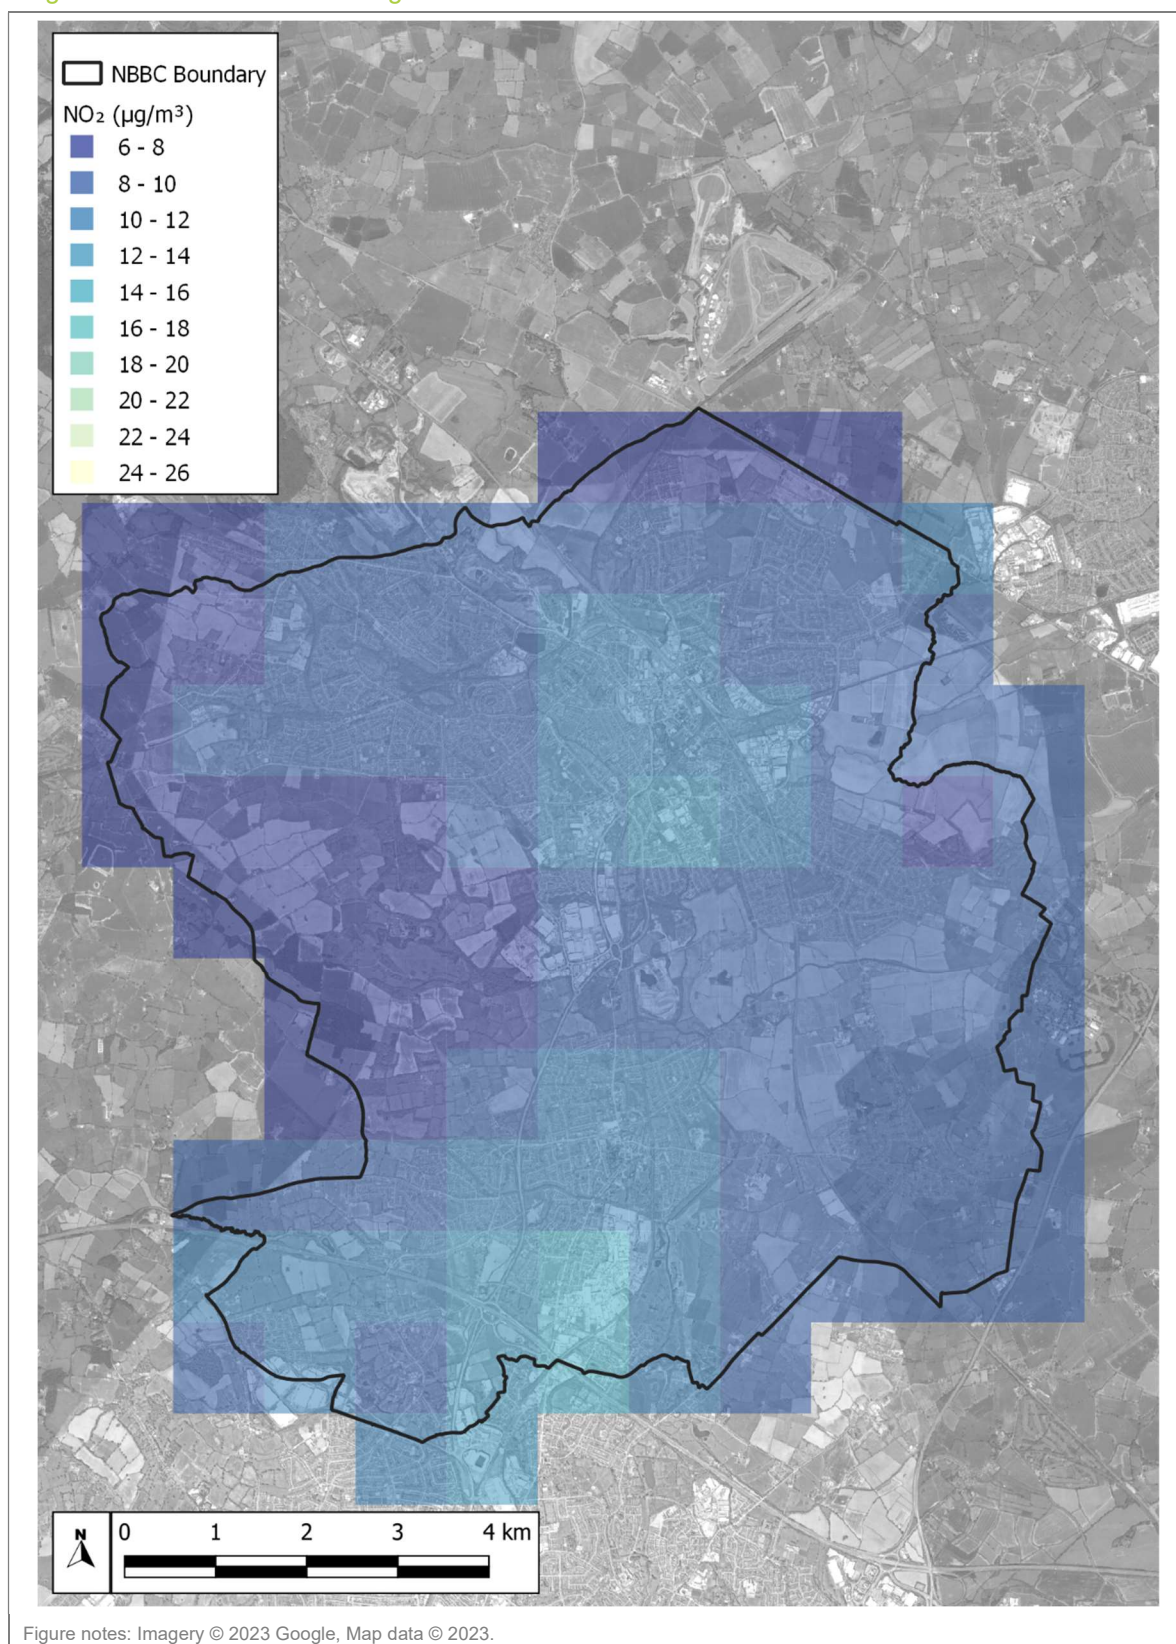 NBBC Boundary
NO₂ (µg/m³)
6 - 8
8 - 10
10 - 12
12 - 14
14 - 16
16 - 18
18 - 20
20 - 22
22 - 24
24 - 26
N
0 1 2 3 4 km
Figure notes: Imagery © 2023 Google, Map data © 2023.